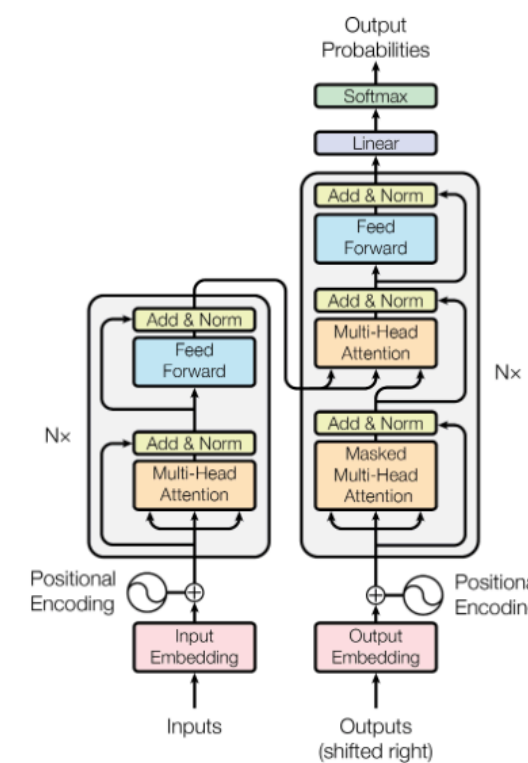 Output
Probabilities
Softmax
Linear
Add & Norm
Feed
Forward
Add & Norm
Multi-Head
Attention
Add & Norm
Masked
Multi-Head
Attention
Nx
Add & Norm
Feed
Forward
Add & Norm
Multi-Head
Attention
Nx
Positional
Encoding
Positiona
Encodin
Input
Embedding
Output
Embedding
Inputs
Outputs
(shifted right)